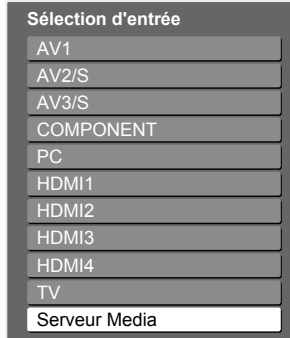 Sélection d'entrée
AV1
AV2/S
AV3/S
COMPONENT
PC
HDMI1
HDMI2
HDMI3
HDMI4
TV
Serveur Media